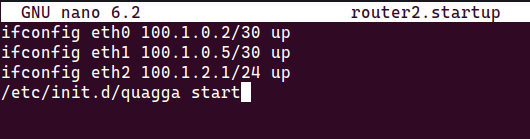 GNU nano 6.2 router2.startup
ifconfig eth0 100.1.0.2/30 up
ifconfig eth1 100.1.0.5/30 up
ifconfig eth2 100.1.2.1/24 up
/etc/init.d/quagga start